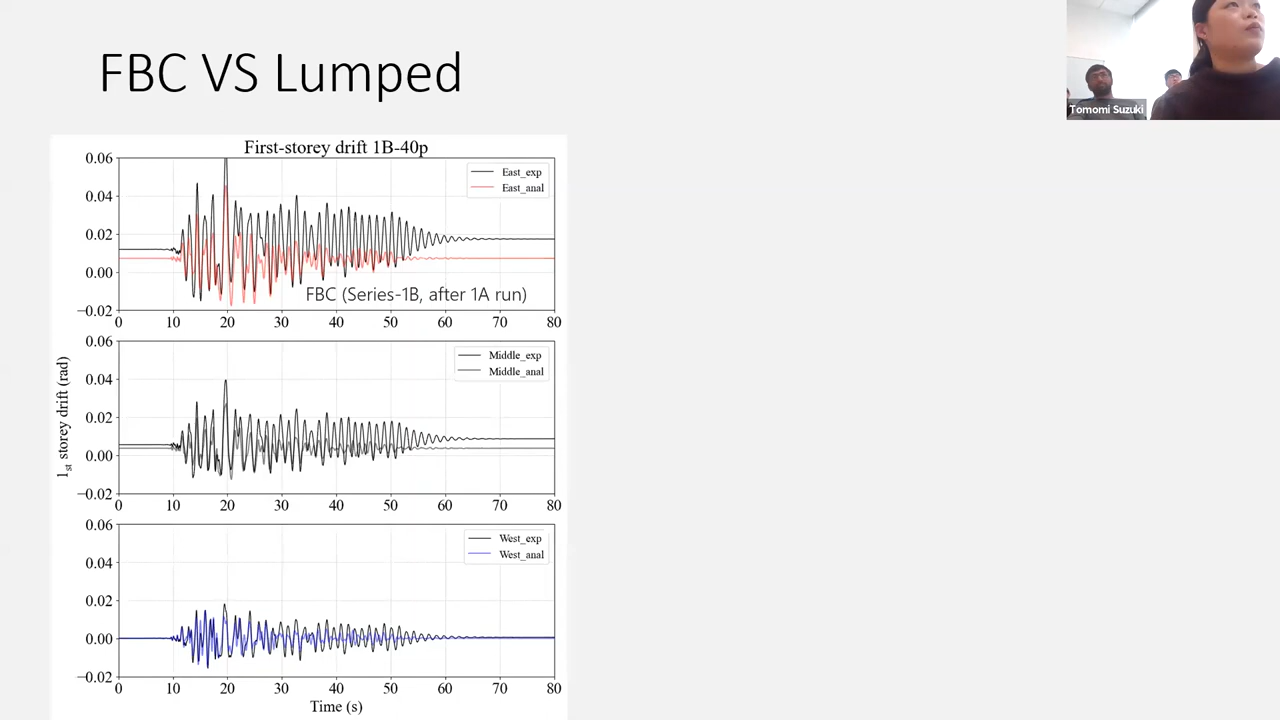 FBC VS Lumped
Tomomi Suzuki
First-storey drift 1B-40p
0.06
0.04
0.02
0.00
−0.02
East_exp
East_anal
FBC (Series-1B, after 1A run)
0 10 20 30 40 50 60 70 80
0.06
0.04
0.02
0.00
−0.02
Middle_exp
Middle_anal
1st storey drift (rad)
0 10 20 30 40 50 60 70 80
0.06
0.04
0.02
0.00
−0.02
West_exp
West_anal
0 10 20 30 40 50 60 70 80
Time (s)